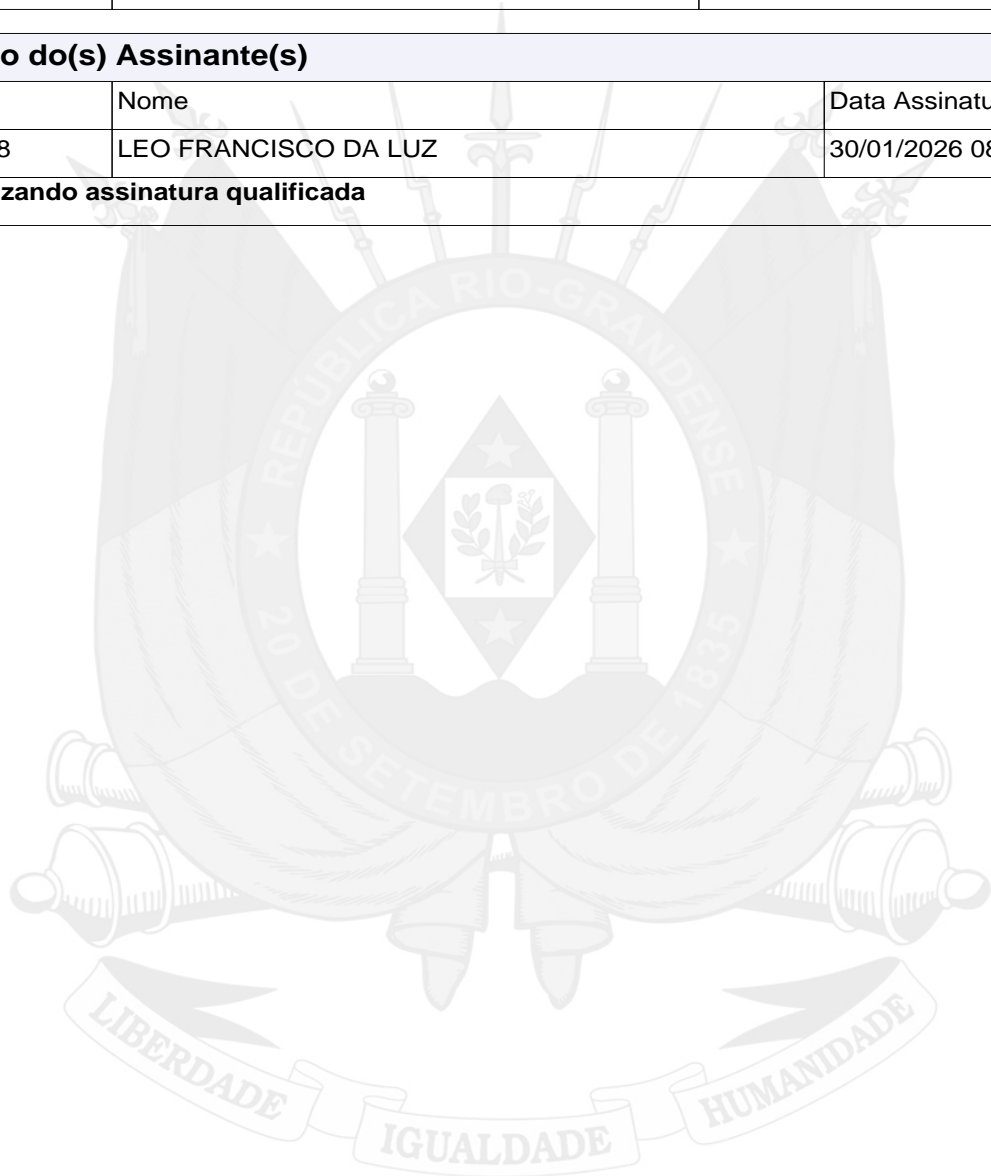 o do(s) Assinante(s)
Nome Data Assinatu
8 LEO FRANCISCO DA LUZ 30/01/2026 08
zando assinatura qualificada
REPÚBLICA RIO-GRANDENSE
20 DE SETEMBRO DE 1835
LIBERDADE IGUALDADE HUMANIDADE